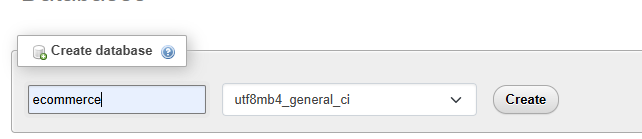 Create database
ecommerce
utf8mb4_general_ci
Create